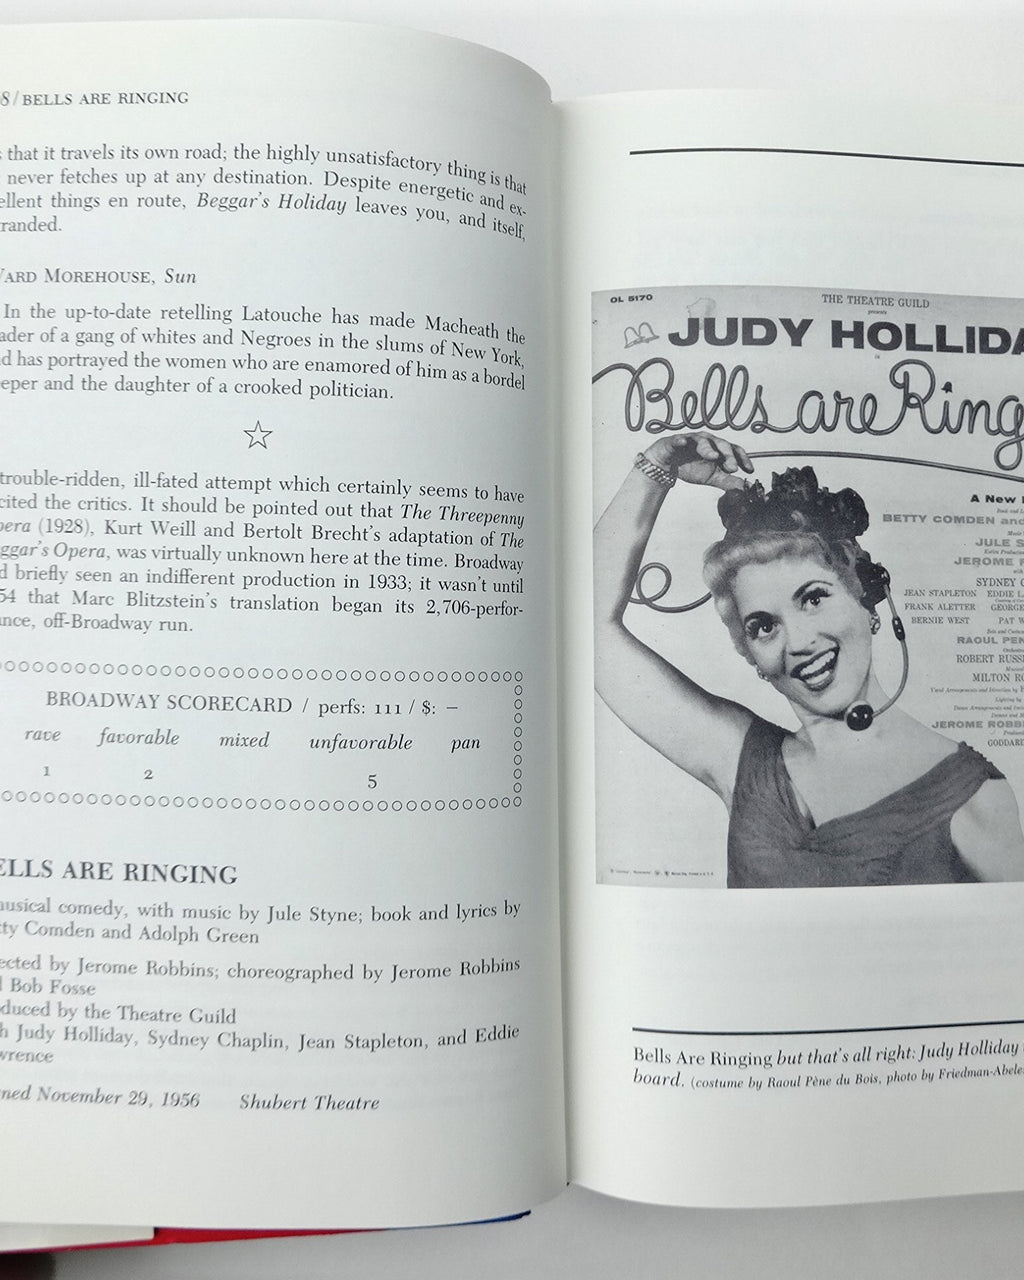 8/BELLS ARE RINGING
that it travels its own road; the highly unsatisfactory thing is that
never fetches up at any destination. Despite energetic and ex-
ellent things en route, Beggar's Holiday leaves you, and itself,
randed.
WARD MOREHOUSE, Sun
In the up-to-date retelling Latouche has made Macheath the
ader of a gang of whites and Negroes in the slums of New York,
d has portrayed the women who are enamored of him as a bordel
eeper and the daughter of a crooked politician.
trouble-ridden, ill-fated attempt which certainly seems to have
cited the critics. It should be pointed out that The Threepenny
pera (1928), Kurt Weill and Bertolt Brecht's adaptation of The
ggar's Opera, was virtually unknown here at the time. Broadway
d briefly seen an indifferent production in 1933; it wasn't until
54 that Marc Blitzstein's translation began its 2,706-perfor-
ance, off-Broadway run.
BROADWAY SCORECARD / perfs: 111 / $: –
rave favorable mixed unfavorable pan
1 2 5
ELLS ARE RINGING
musical comedy, with music by Jule Styne; book and lyrics by
tty Comden and Adolph Green
ected by Jerome Robbins; choreographed by Jerome Robbins
d Bob Fosse
duced by the Theatre Guild
h Judy Holliday, Sydney Chaplin, Jean Stapleton, and Eddie
wrence
ned November 29, 1956 Shubert Theatre
OL 5170
THE THEATRE GUILD
presents
JUDY HOLLIDA
in
Bells are Ring
A New
BETTY COMDEN and
JULE S
JEROME R
SYDNEY C
JEAN STAPLETON EDDIE LA
FRANK ALETTER GEORGE
BERNIE WEST PAT W
RAOUL PEN
ROBERT RUSSE
MILTON RO
JEROME ROBB
GODDARD
Bells Are Ringing but that's all right: Judy Holliday
board. (costume by Raoul Pène du Bois, photo by Friedman-Abeles